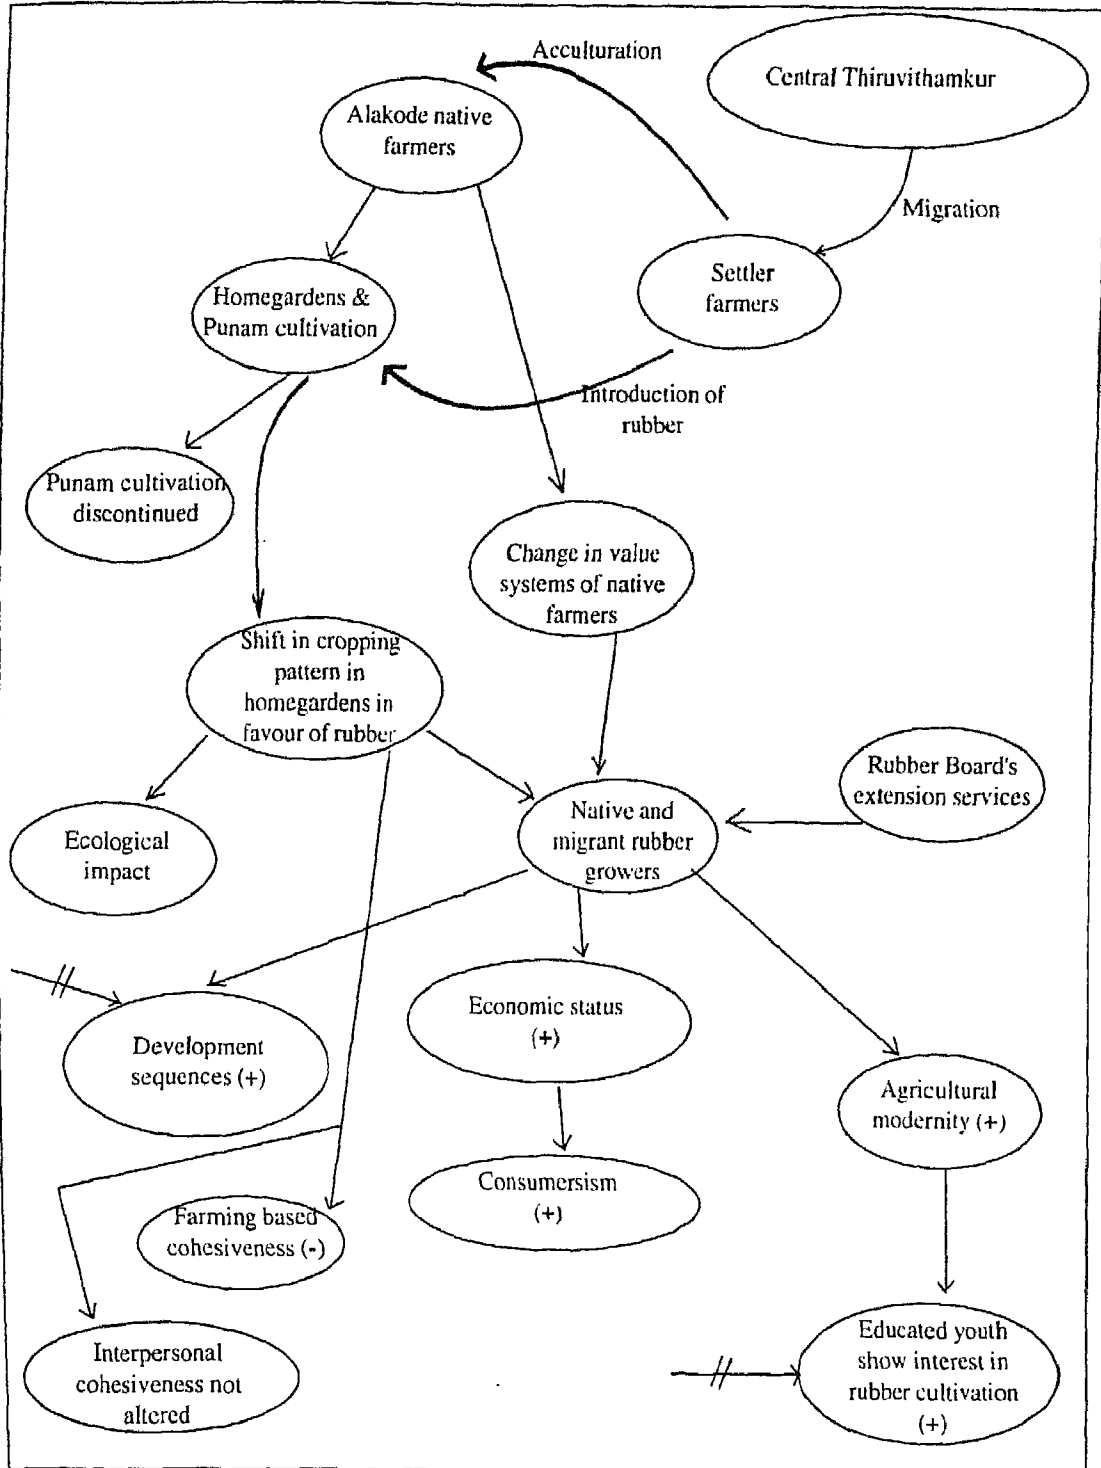 Acculturation
Central Thiruvithamkur
Alakode native
farmers
Migration
Settler
farmers
Homegardens &
Punam cultivation
Introduction of
rubber
Punam cultivation
discontinued
Change in value
systems of native
farmers
Shift in cropping
pattern in
homegardens in
favour of rubber
Rubber Board's
extension services
Native and
migrant rubber
growers
Ecological
impact
Economic status
(+)
Development
sequences (+)
Agricultural
modernity (+)
Consumersism
(+)
Farming based
cohesiveness (-)
Interpersonal
cohesiveness not
altered
Educated youth
show interest in
rubber cultivation
(+)